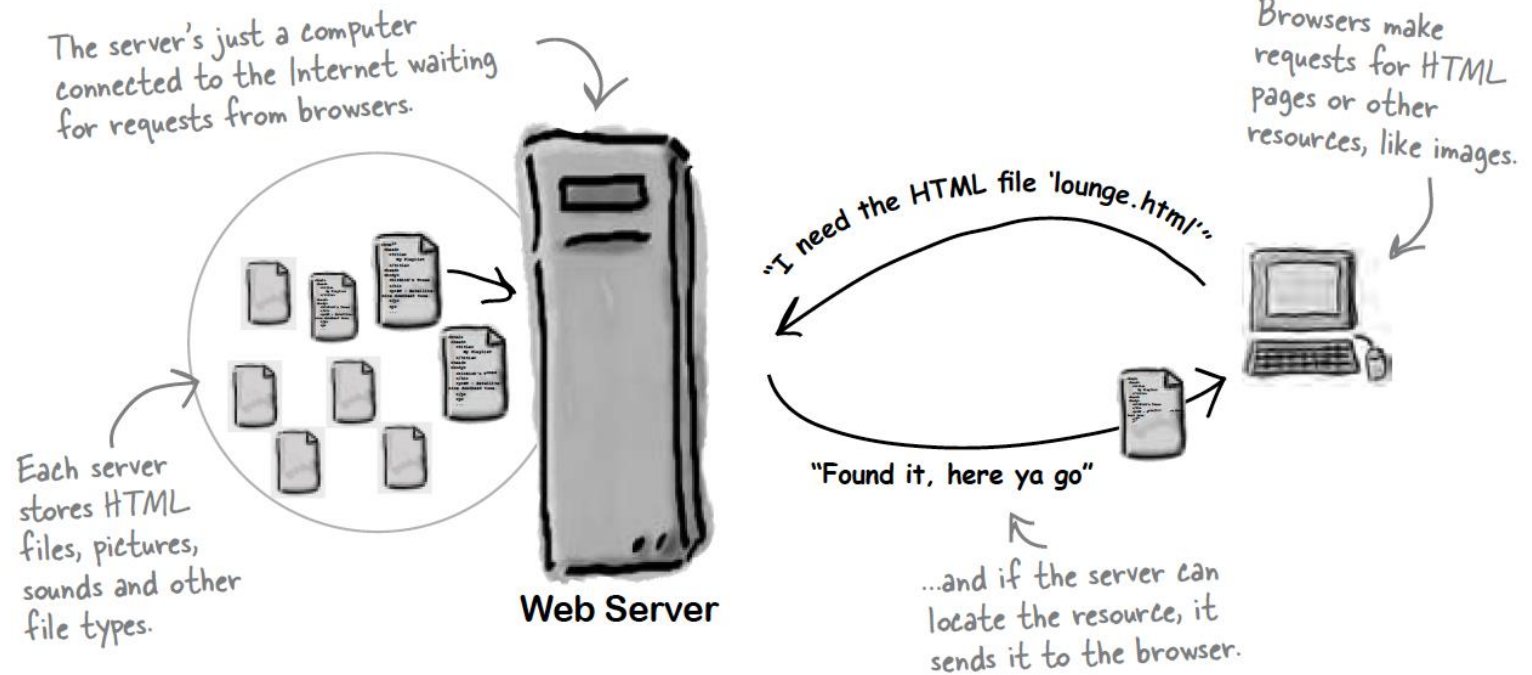 The server's just a computer
connected to the Internet waiting
for requests from browsers.
Browsers make
requests for HTML
pages or other
resources, like images.
"I need the HTML file 'lounge.html'"
"Found it, here ya go"
Each server
stores HTML
files, pictures,
sounds and other
file types.
Web Server
...and if the server can
locate the resource, it
sends it to the browser.